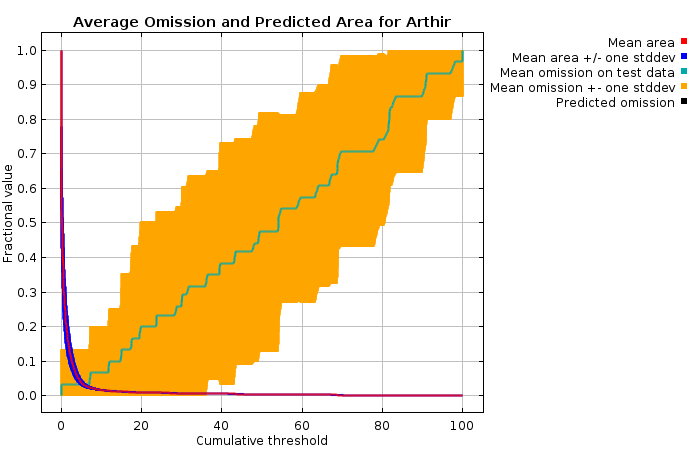 Average Omission and Predicted Area for Arthir
Mean area
Mean area +/- one stddev
Mean omission on test data
Mean omission +- one stddev
Predicted omission
Fractional value
1.0
0.9
0.8
0.7
0.6
0.5
0.4
0.3
0.2
0.1
0.0
0 20 40 60 80 100
Cumulative threshold